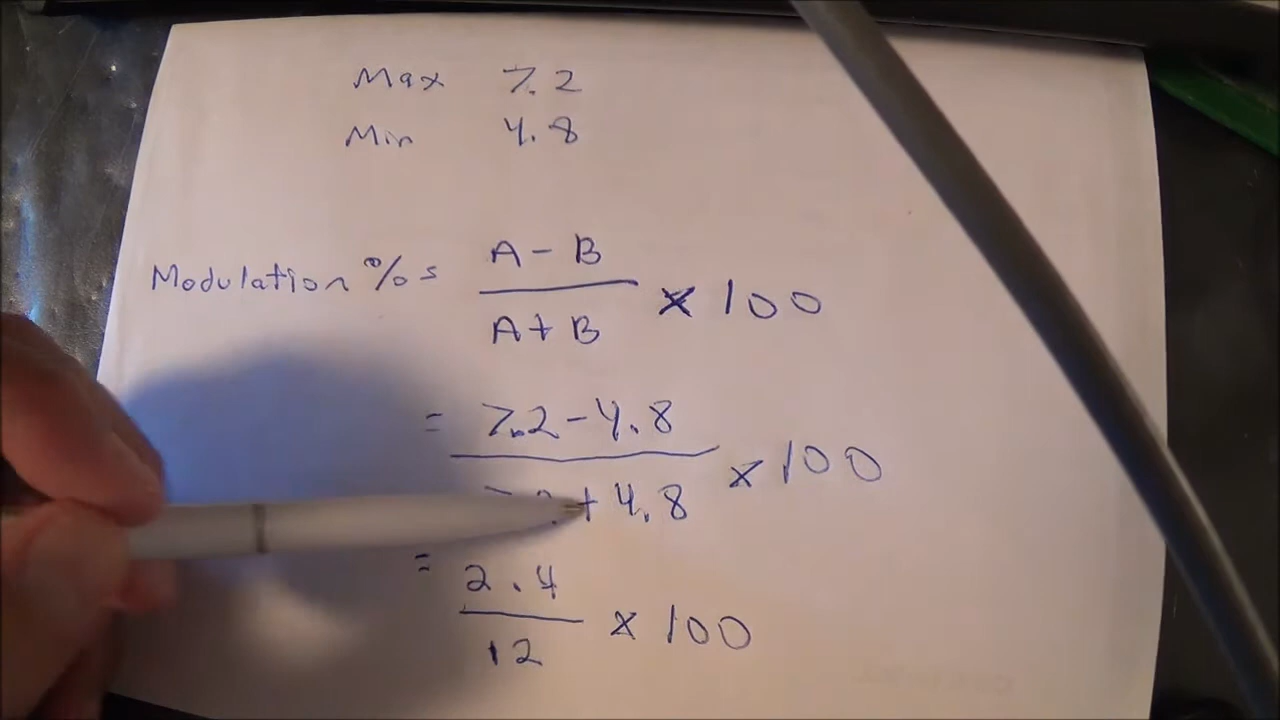 Max 7.2
Min 4.8
Modulation % = A - B
A + B
x 100
= 7.2 - 4.8
+ 4.8
x 100
= 2.4
12
x 100